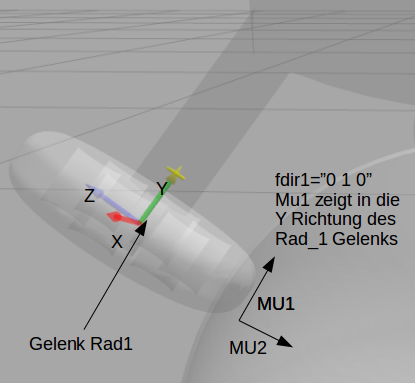 fdir1=”0 1 0”
Mu1 zeigt in die
Y Richtung des
Rad_1 Gelenks
Z
Y
X
MU1
MU2
Gelenk Rad1